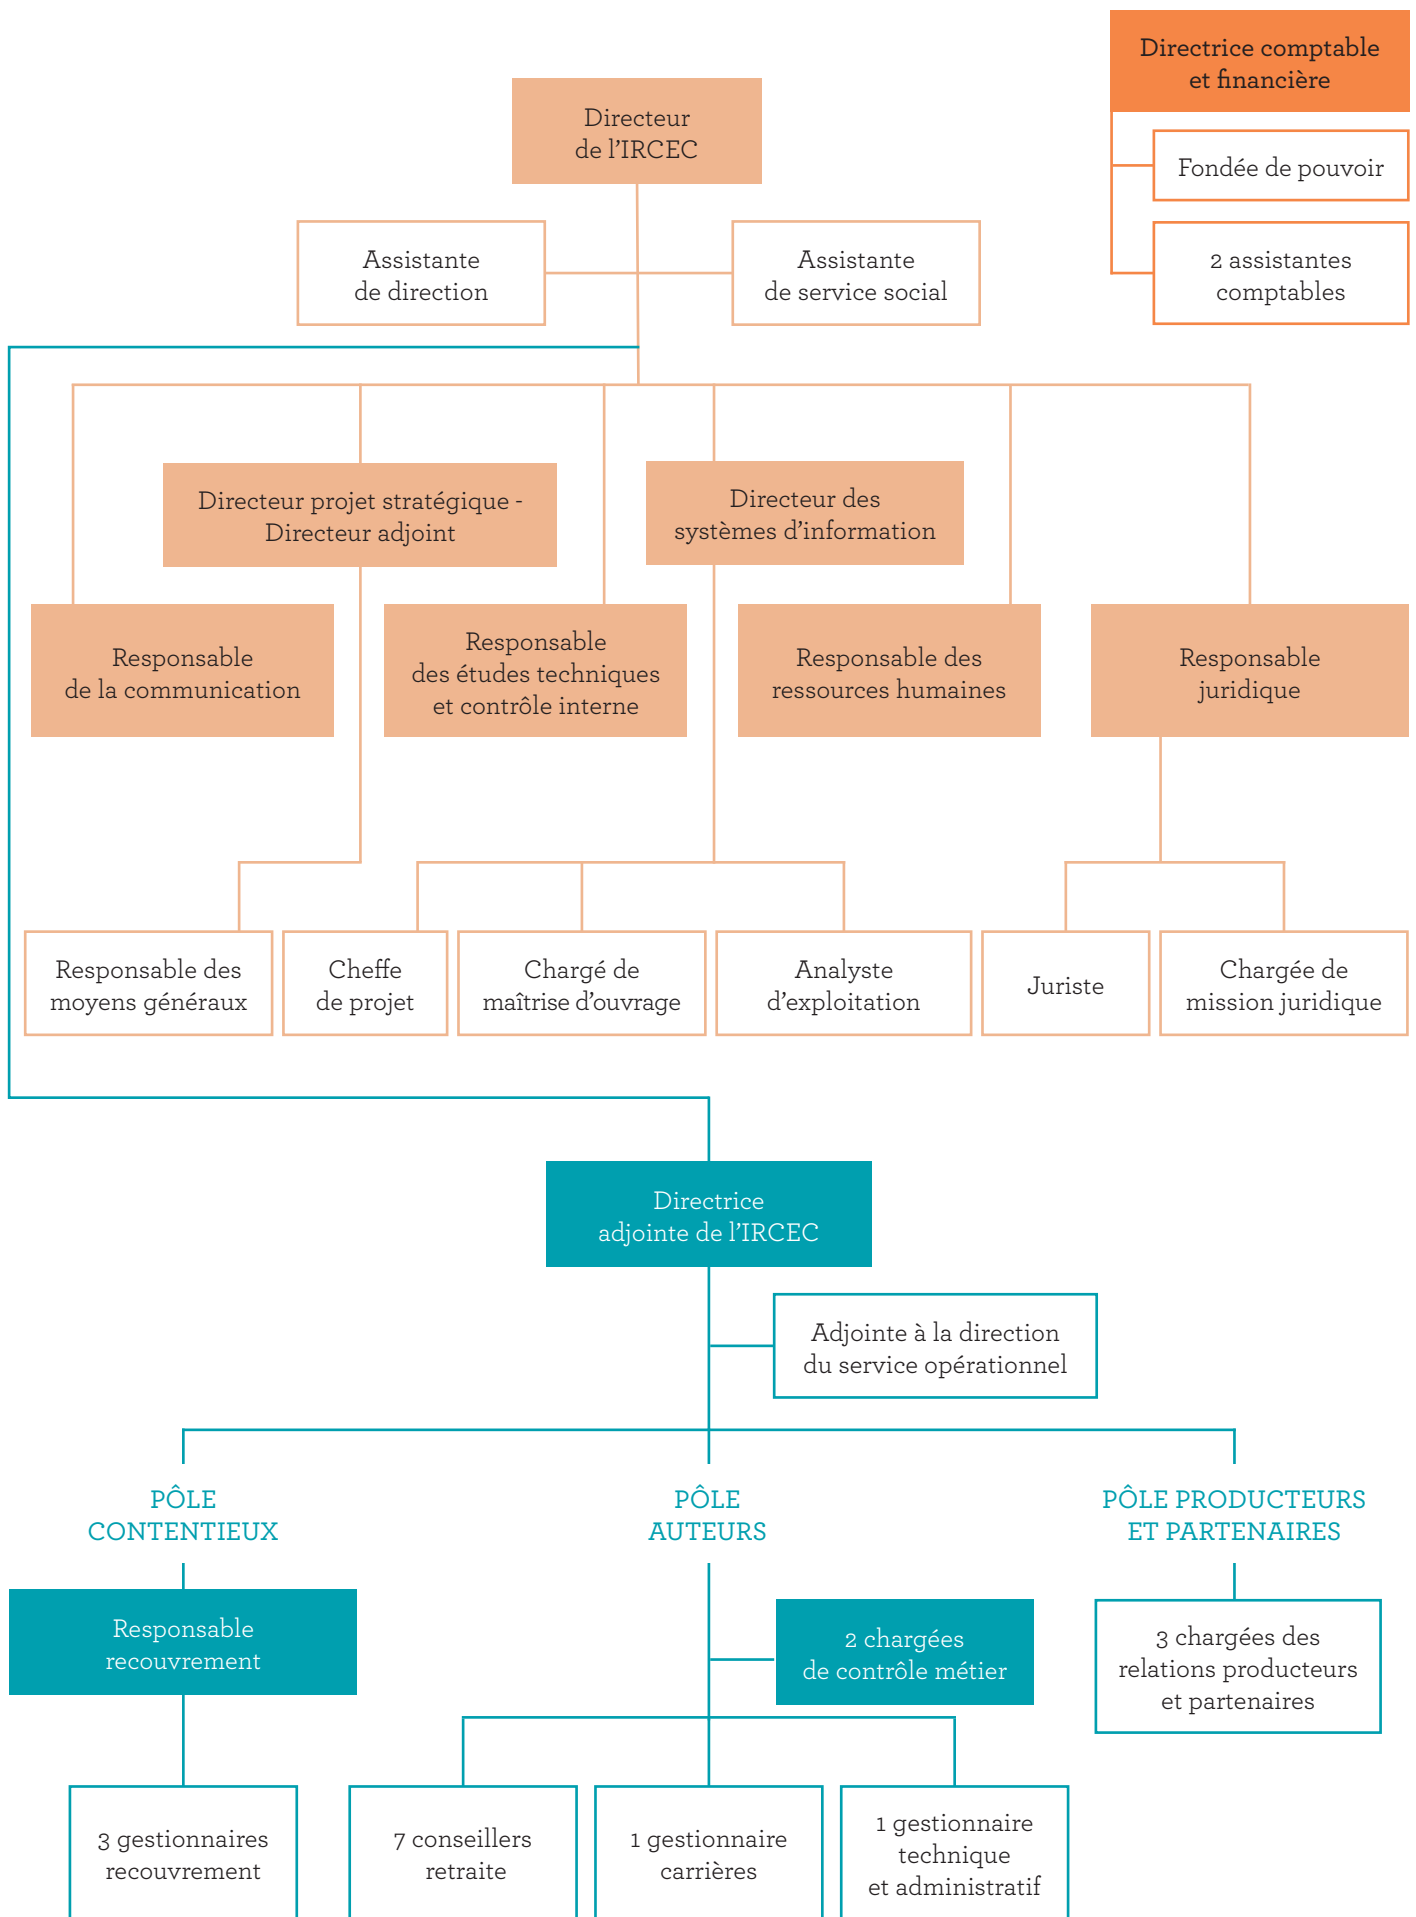 Directrice comptable
et financière
Directeur
de l'IRCEC
Fondée de pouvoir
Assistante
de direction
Assistante
de service social
2 assistantes
comptables
Directeur projet stratégique -
Directeur adjoint
Directeur des
systèmes d'information
Responsable
de la communication
Responsable
des études techniques
et contrôle interne
Responsable des
ressources humaines
Responsable
juridique
Responsable des
moyens généraux
Cheffe
de projet
Chargé de
maîtrise d'ouvrage
Analyste
d'exploitation
Juriste
Chargée de
mission juridique
Directrice
adjointe de l'IRCEC
Adjointe à la direction
du service opérationnel
PÔLE
CONTENTIEUX
PÔLE
AUTEURS
PÔLE PRODUCTEURS
ET PARTENAIRES
Responsable
recouvrement
2 chargées
de contrôle métier
3 chargées des
relations producteurs
et partenaires
3 gestionnaires
recouvrement
7 conseillers
retraite
1 gestionnaire
carrières
1 gestionnaire
technique
et administratif